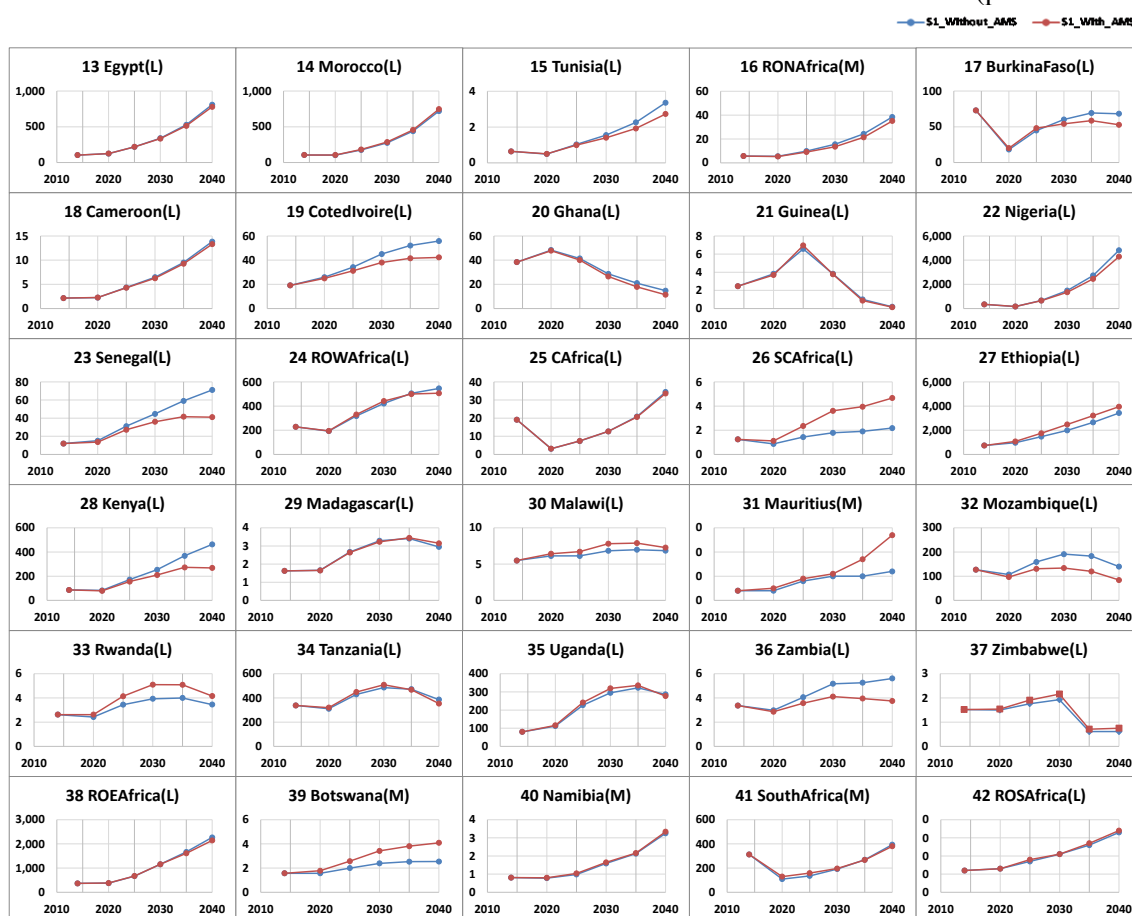 (p
S1_Without_AMS S1_With_AMS
13 Egypt(L) 14 Morocco(L) 15 Tunisia(L) 16 RONAfrica(M) 17 BurkinaFaso(L)
1,000 1,000 4 60 100
40
500 500 2 50
20
0 0 0 0 0
2010 2020 2030 2040 2010 2020 2030 2040 2010 2020 2030 2040 2010 2020 2030 2040 2010 2020 2030 2040
18 Cameroon(L) 19 CotedIvoire(L) 20 Ghana(L) 21 Guinea(L) 22 Nigeria(L)
15 60 60 8 6,000
10 40 40 6 4,000
4
5 20 20 2 2,000
0 0 0 0 0
2010 2020 2030 2040 2010 2020 2030 2040 2010 2020 2030 2040 2010 2020 2030 2040 2010 2020 2030 2040
23 Senegal(L) 24 ROWAfrica(L) 25 CAfrica(L) 26 SCAfrica(L) 27 Ethiopia(L)
80 600 40 6 6,000
60 400 30 4 4,000
40 20
20 200 10 2 2,000
0 0 0 0 0
2010 2020 2030 2040 2010 2020 2030 2040 2010 2020 2030 2040 2010 2020 2030 2040 2010 2020 2030 2040
28 Kenya(L) 29 Madagascar(L) 30 Malawi(L) 31 Mauritius(M) 32 Mozambique(L)
600 4 10 0 300
400 3 0 200
2 5
200 1 0 100
0 0 0 0 0
2010 2020 2030 2040 2010 2020 2030 2040 2010 2020 2030 2040 2010 2020 2030 2040 2010 2020 2030 2040
33 Rwanda(L) 34 Tanzania(L) 35 Uganda(L) 36 Zambia(L) 37 Zimbabwe(L)
6 600 400 6 3
4 400 300 4 2
200
2 200 100 2 1
0 0 0 0 0
2010 2020 2030 2040 2010 2020 2030 2040 2010 2020 2030 2040 2010 2020 2030 2040 2010 2020 2030 2040
38 ROEAfrica(L) 39 Botswana(M) 40 Namibia(M) 41 SouthAfrica(M) 42 ROSAfrica(L)
3,000 6 4 600 0
2,000 4 3 400 0
2 0
1,000 2 1 200 0
0 0 0 0 0
2010 2020 2030 2040 2010 2020 2030 2040 2010 2020 2030 2040 2010 2020 2030 2040 2010 2020 2030 2040